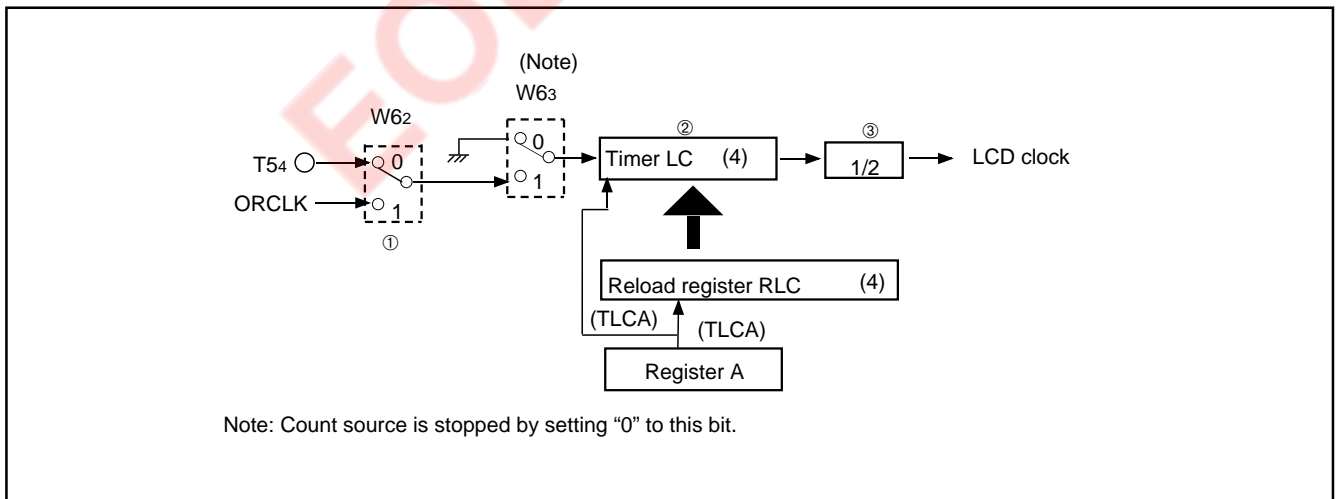 EOL
(Note)
W63
W62
②
③
0
0
T54
Timer LC (4)
1/2
LCD clock
1
ORCLK
1
①
Reload register RLC (4)
(TLCA)
(TLCA)
Register A
Note: Count source is stopped by setting “0” to this bit.